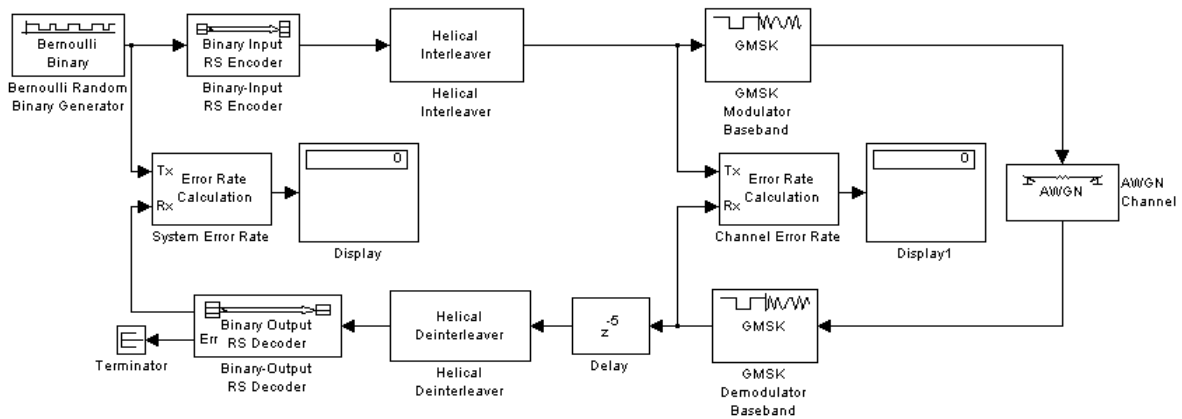 Bernoulli
Binary
Bernoulli Random
Binary Generator
Binary Input
RS Encoder
Binary-Input
RS Encoder
Helical
Interleaver
Helical
Interleaver
GMSK
GMSK
Modulator
Baseband
Tx
Rx
Error Rate
Calculation
System Error Rate
0
Display
Tx
Rx
Error Rate
Calculation
Channel Error Rate
0
Display1
AWGN
AWGN
Channel
Binary Output
RS Decoder
Err
Binary-Output
RS Decoder
Terminator
Helical
Deinterleaver
Helical
Deinterleaver
z-5
Delay
GMSK
GMSK
Demodulator
Baseband